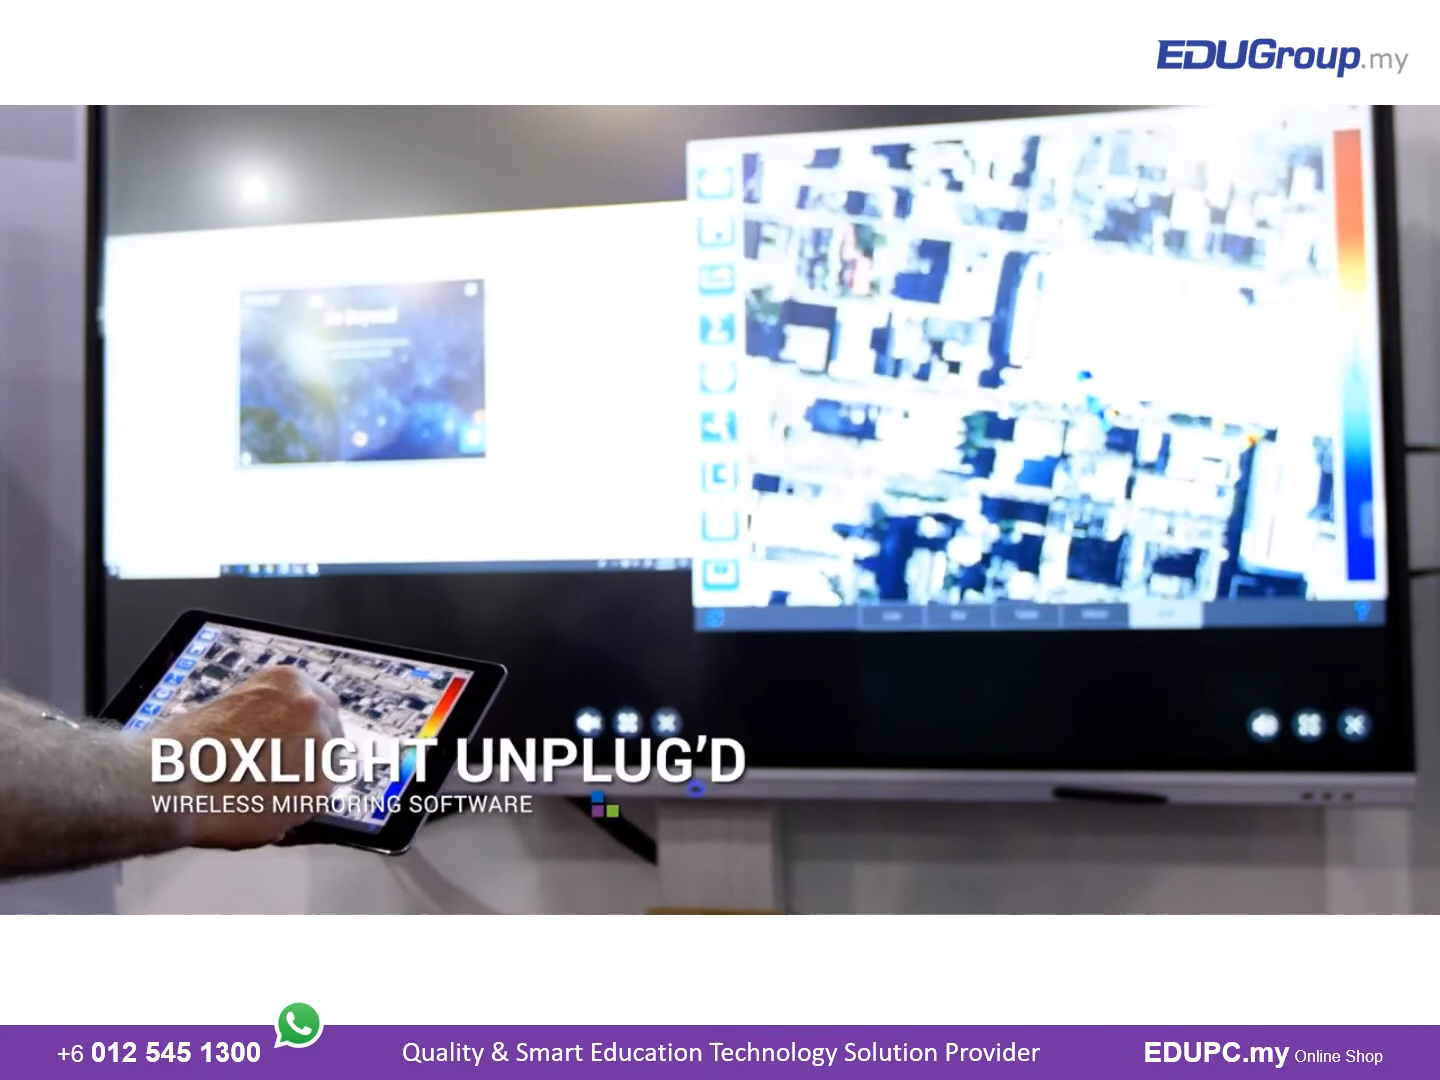 EDUGroup.my
BOXLIGHT UNPLUG’D
WIRELESS MIRRORING SOFTWARE
+6 012 545 1300
Quality & Smart Education Technology Solution Provider
EDUPC.my Online Shop